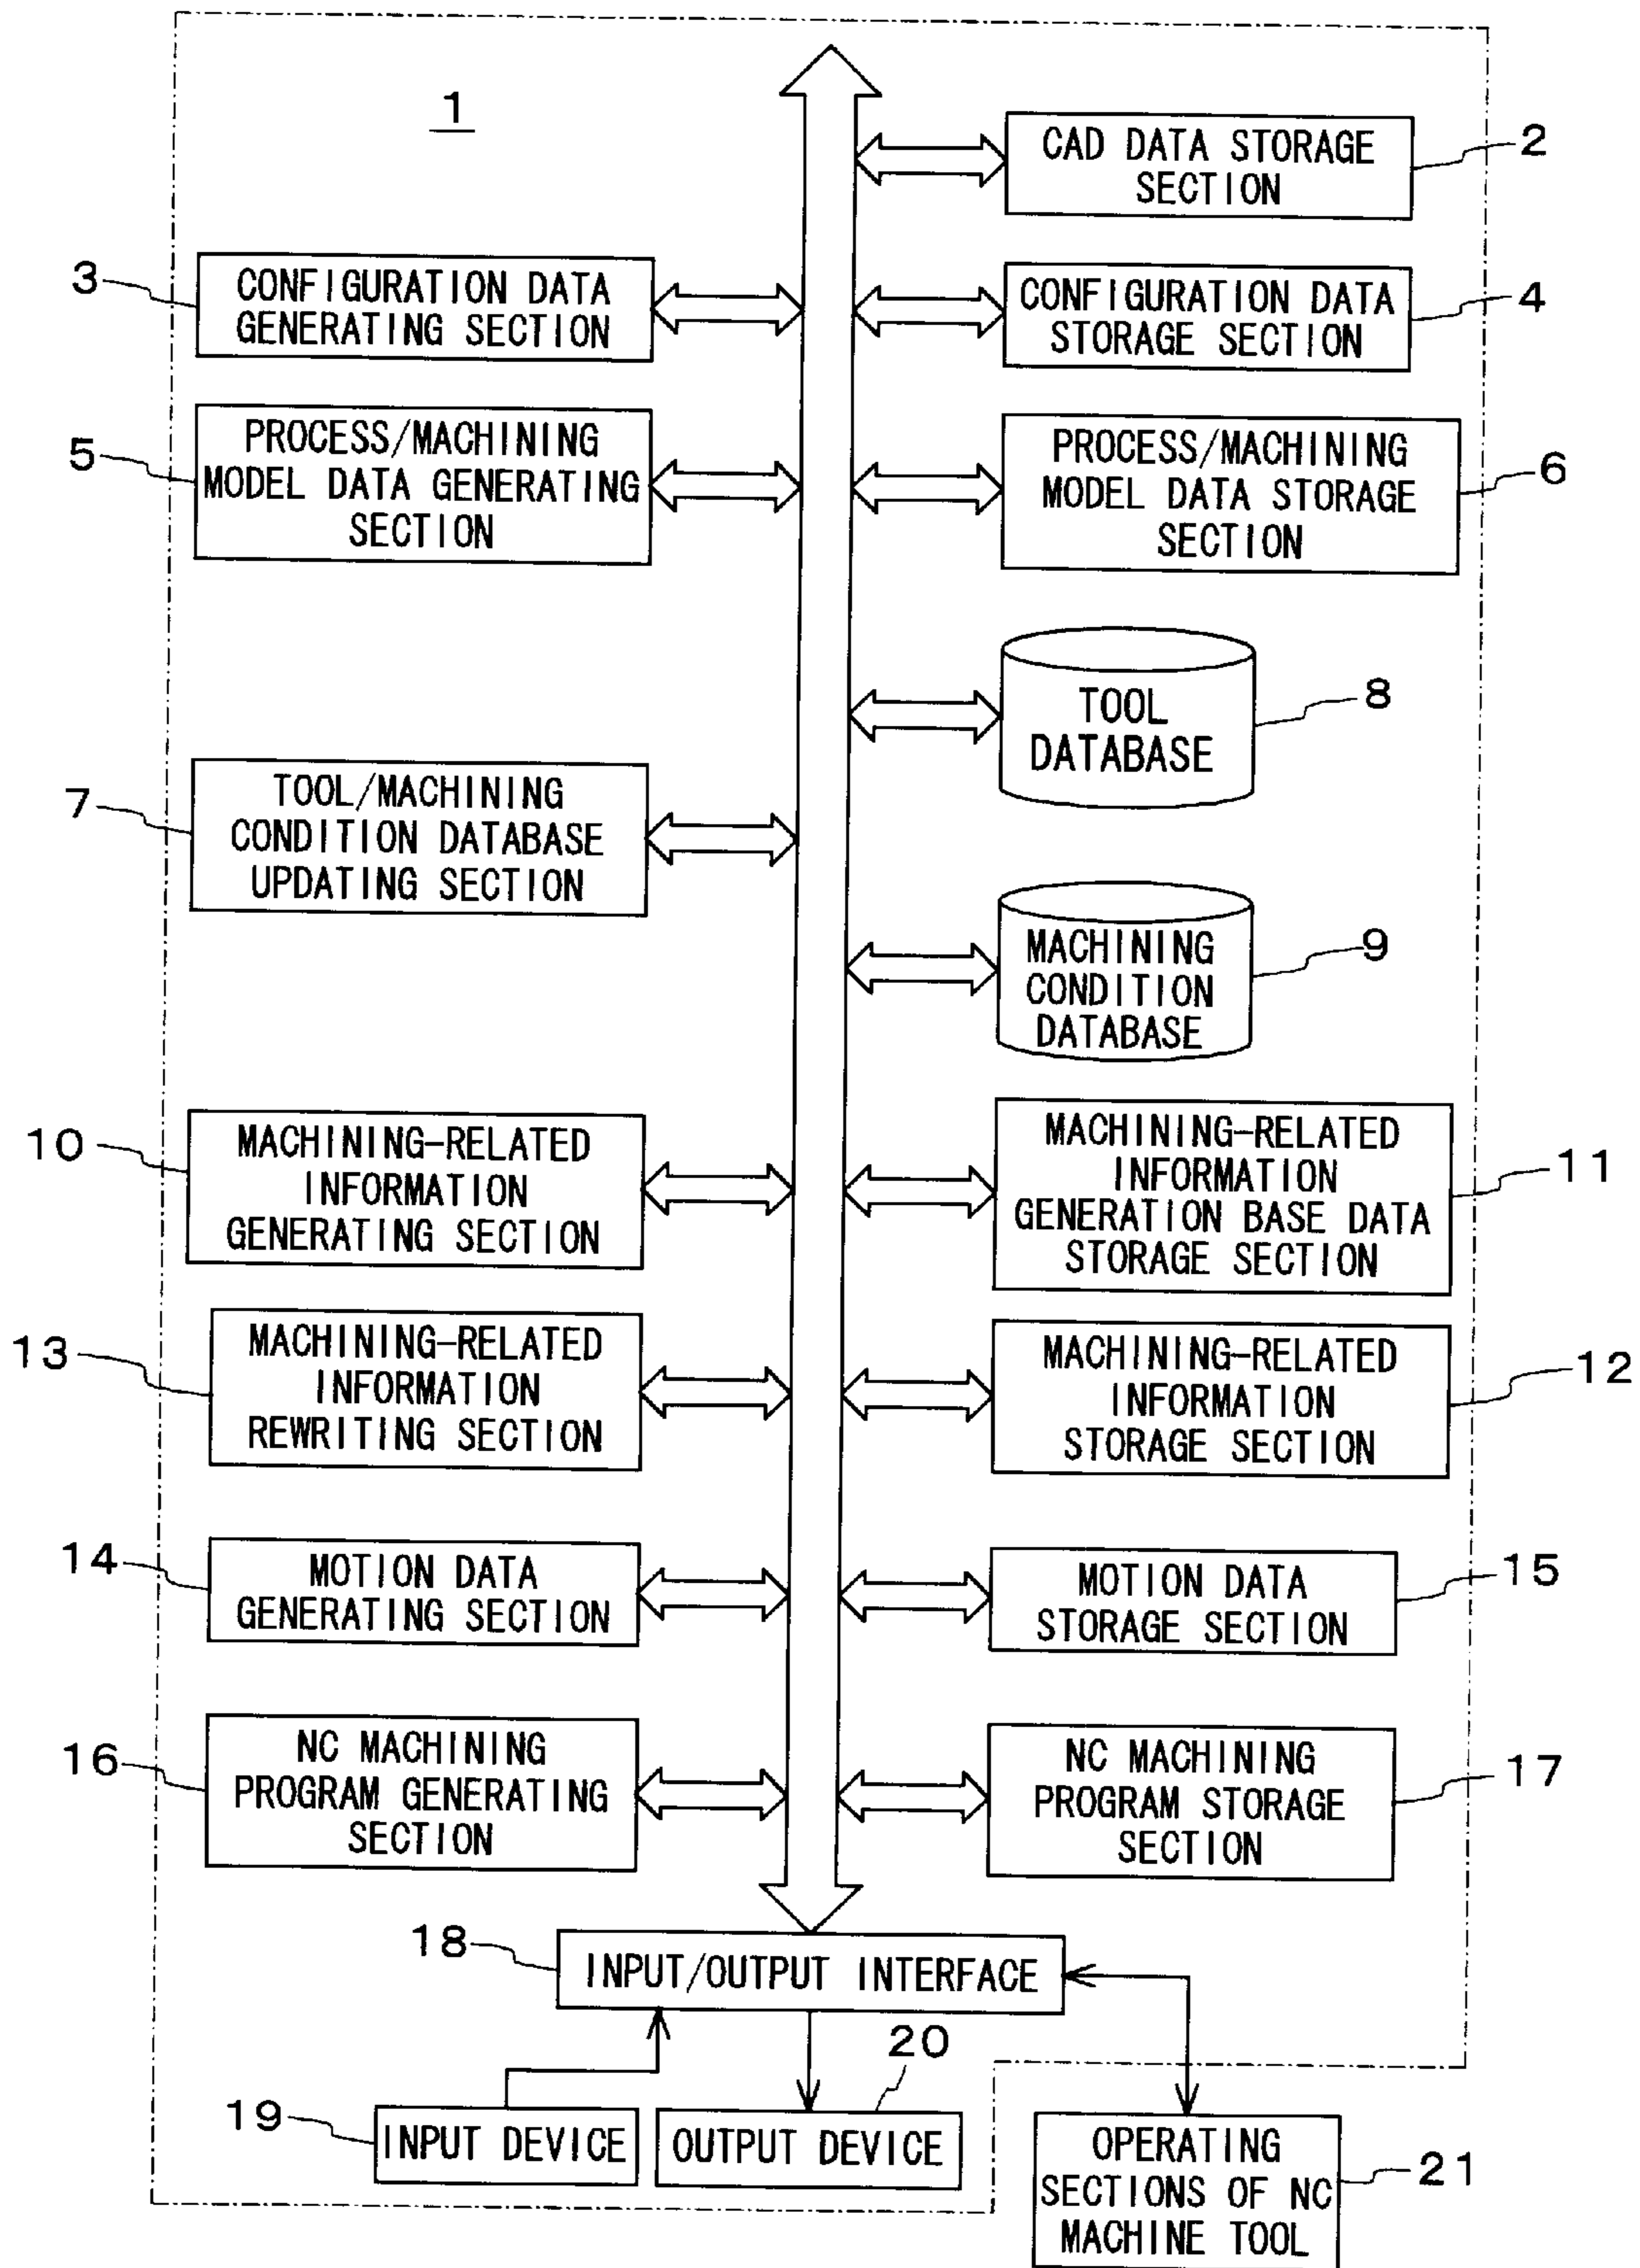 1
CAD DATA STORAGE
SECTION
2
3
CONFIGURATION DATA
GENERATING SECTION
CONFIGURATION DATA
STORAGE SECTION
4
5
PROCESS/MACHINING
MODEL DATA GENERATING
SECTION
PROCESS/MACHINING
MODEL DATA STORAGE
SECTION
6
TOOL
DATABASE
8
7
TOOL/MACHINING
CONDITION DATABASE
UPDATING SECTION
MACHINING
CONDITION
DATABASE
9
10
MACHINING-RELATED
INFORMATION
GENERATING SECTION
MACHINING-RELATED
INFORMATION
GENERATION BASE DATA
STORAGE SECTION
11
13
MACHINING-RELATED
INFORMATION
REWRITING SECTION
MACHINING-RELATED
INFORMATION
STORAGE SECTION
12
14
MOTION DATA
GENERATING SECTION
MOTION DATA
STORAGE SECTION
15
16
NC MACHINING
PROGRAM GENERATING
SECTION
NC MACHINING
PROGRAM STORAGE
SECTION
17
18
INPUT/OUTPUT INTERFACE
20
19
INPUT DEVICE
OUTPUT DEVICE
OPERATING
SECTIONS OF NC
MACHINE TOOL
21